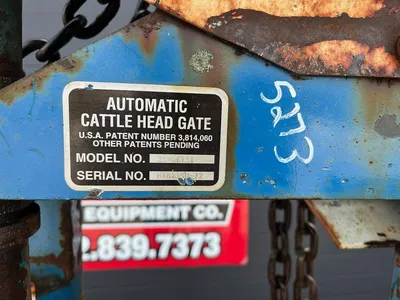 AUTOMATIC
CATTLE HEAD GATE
U.S.A. PATENT NUMBER 3,814,060
OTHER PATENTS PENDING
MODEL NO.
SERIAL NO.
5273
EQUIPMENT CO.
2.839.7373